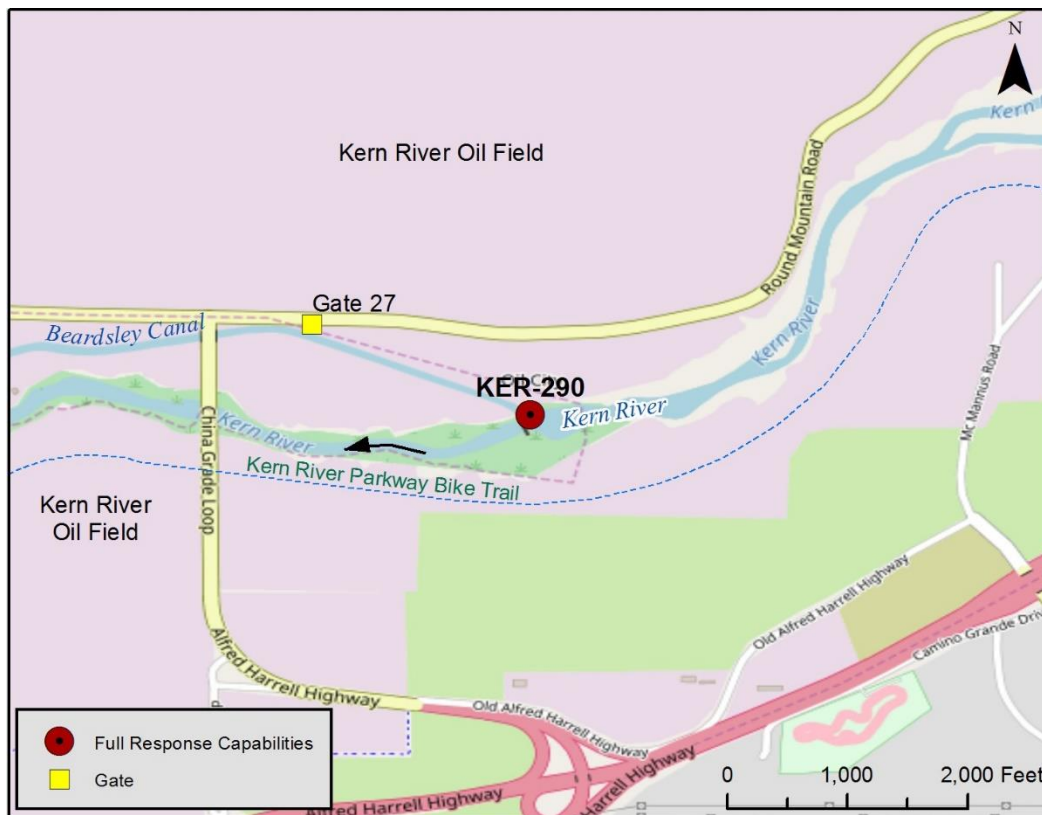 N
Kern
Kern River Oil Field
Round Mountain Road
Gate 27
Beardsley Canal
Kern River
Mc Mannus Road
Oil City
KER-290
Kern River
China Grade Loop
Kern River
Kern River Parkway Bike Trail
Kern River
Oil Field
Old Alfred Harrell Highway
Camino Grande Driv
Alfred Harrell Highway
Old Alfred Harrell Highway
Harrell Highway
Alfred Harrell Highway
Full Response Capabilities
Gate
0 1,000 2,000 Feet